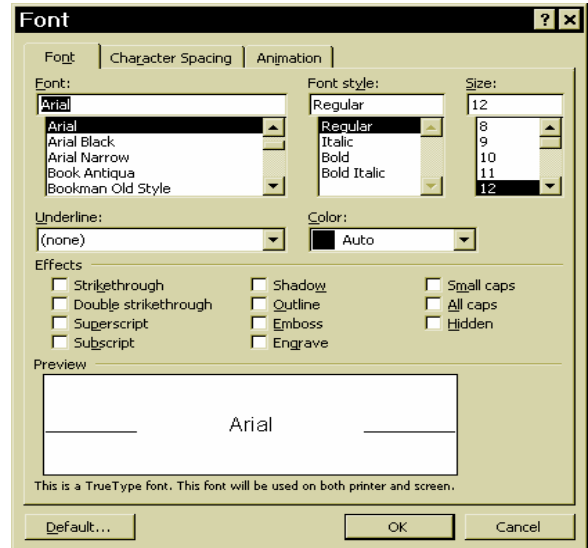 Font
Font Character Spacing Animation
Font: Font style: Size:
Arial Regular 12
Arial Regular 8
Arial Black Italic 9
Arial Narrow Bold 10
Book Antiqua Bold Italic 11
Bookman Old Style 12
Underline: Color:
(none) Auto
Effects
Strikethrough Shadow Small caps
Double strikethrough Outline All caps
Superscript Emboss Hidden
Subscript Engrave
Preview
Arial
This is a TrueType font. This font will be used on both printer and screen.
Default... OK Cancel